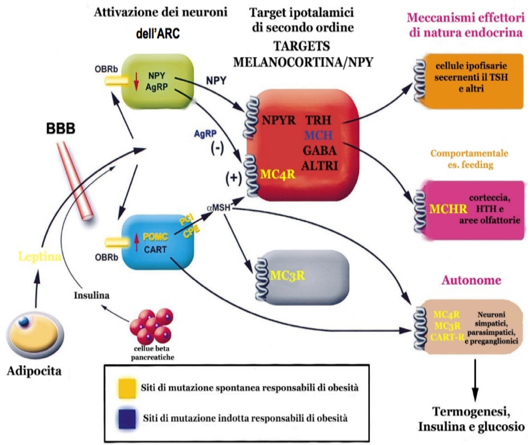 Attivazione dei neuroni
dell'ARC
Target ipotalamici
di secondo ordine
TARGETS
MELANOCORTINA/NPY
Meccanismi effettori
di natura endocrina
OBRb
NPY
AgRP
NPY
AgRP
(-)
(+)
NPYR
TRH
MCH
GABA
ALTRI
MC4R
cellule ipofisarie
secernenti il TSH
e altri
Comportamentale
es. feeding
MCHR
corteccia,
HTH e
aree olfattorie
BBB
Leptina
OBRb
POMC
CART
PCI
CPE
αMSH
MC3R
Autonome
MC4R
MC3R
CART-R
Neuroni
simpatici,
parasimpatici,
e preganglionici
Insulina
cellue beta
pancreatiche
Adipocita
Siti di mutazione spontanea responsabili di obesità
Siti di mutazione indotta responsabili di obesità
Termogenesi,
Insulina e glucosio